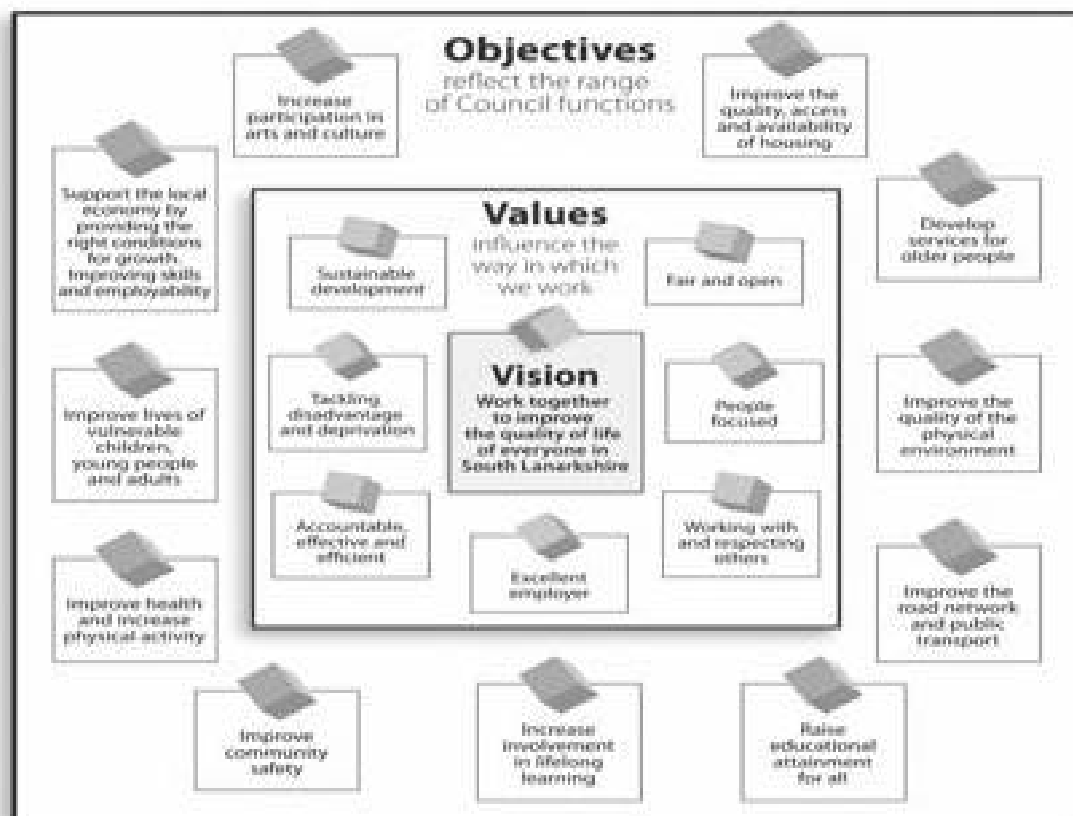 Objectives
reflect the range
of Council functions
Increase
participation in
arts and culture
Improve the
quality, access
and availability
of housing
Support the local
economy by
providing the
right conditions
for growth.
Improving skills
and employability
Develop
services for
older people
Values
influence the
way in which
we work
Sustainable
development
Fair and open
Vision
Work together
to improve
the quality of life
of everyone in
South Lanarkshire
Tackling
disadvantage
and deprivation
People
focused
Improve lives of
vulnerable
children,
young people
and adults
Improve the
quality of the
physical
environment
Accountable,
effective and
efficient
Excellent
employer
Working with
and respecting
others
Improve health
and increase
physical activity
Improve the
road network
and public
transport
Improve
community
safety
Increase
involvement
in lifelong
learning
Raise
educational
attainment
for all